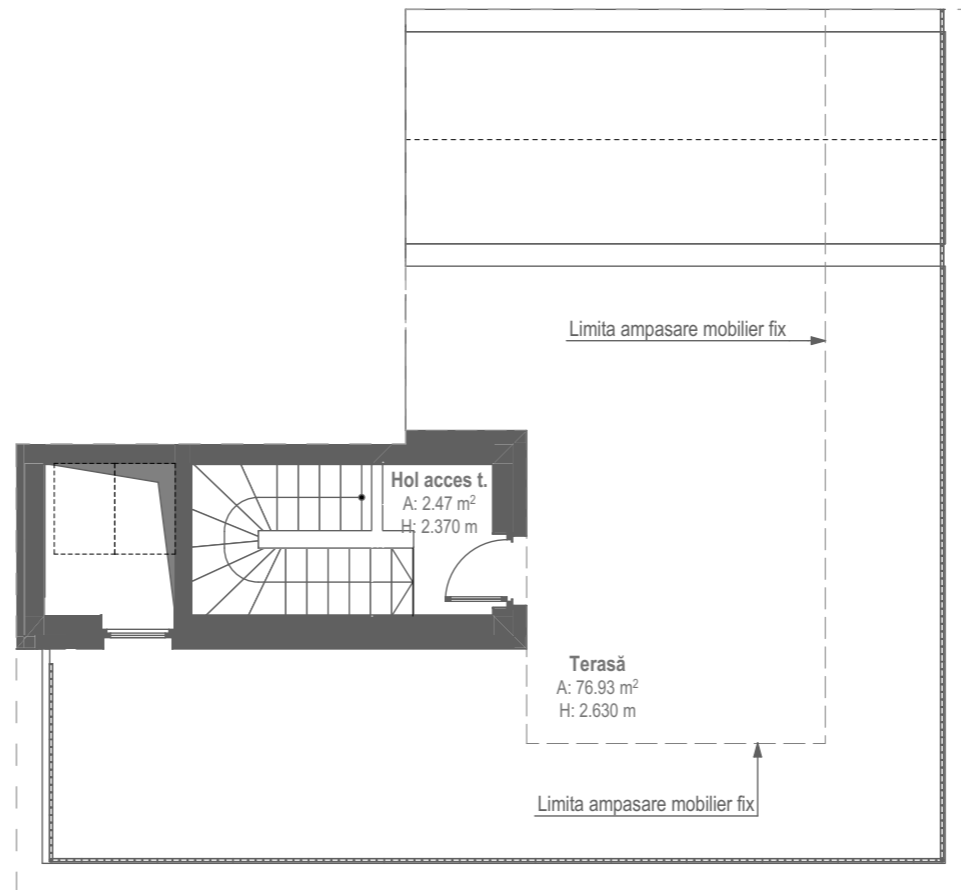 Limita ampasare mobilier fix
Hol acces t.
A: 2.47 m²
H: 2.370 m
Terasă
A: 76.93 m²
H: 2.630 m
Limita ampasare mobilier fix